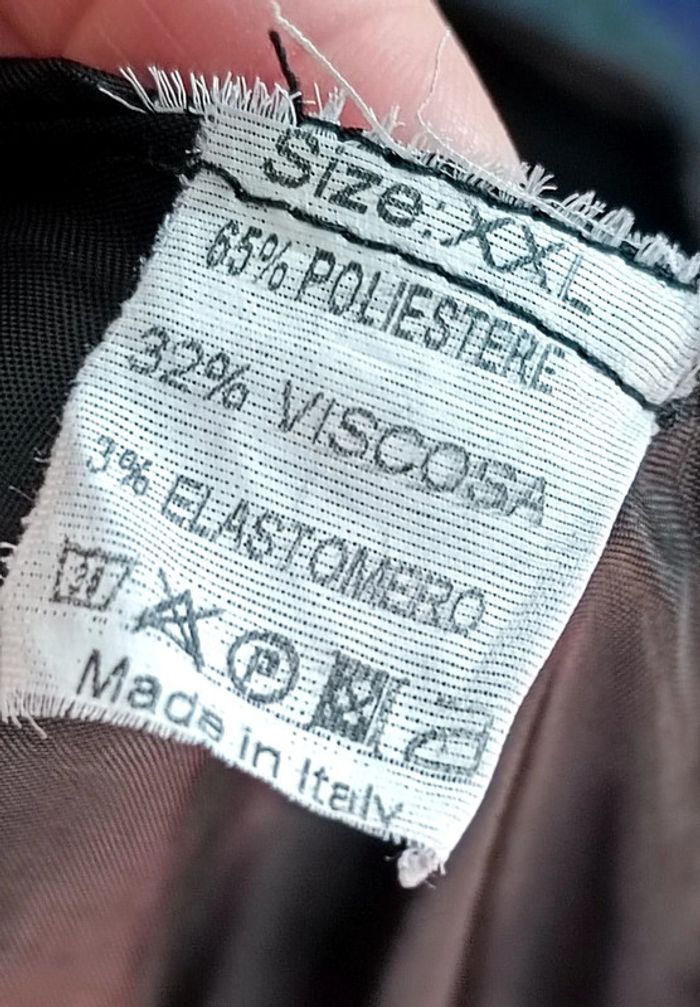 Size: XXL
65% POLIESTERE
32% VISCOSA
3% ELASTOMERO
P
Made in Italy